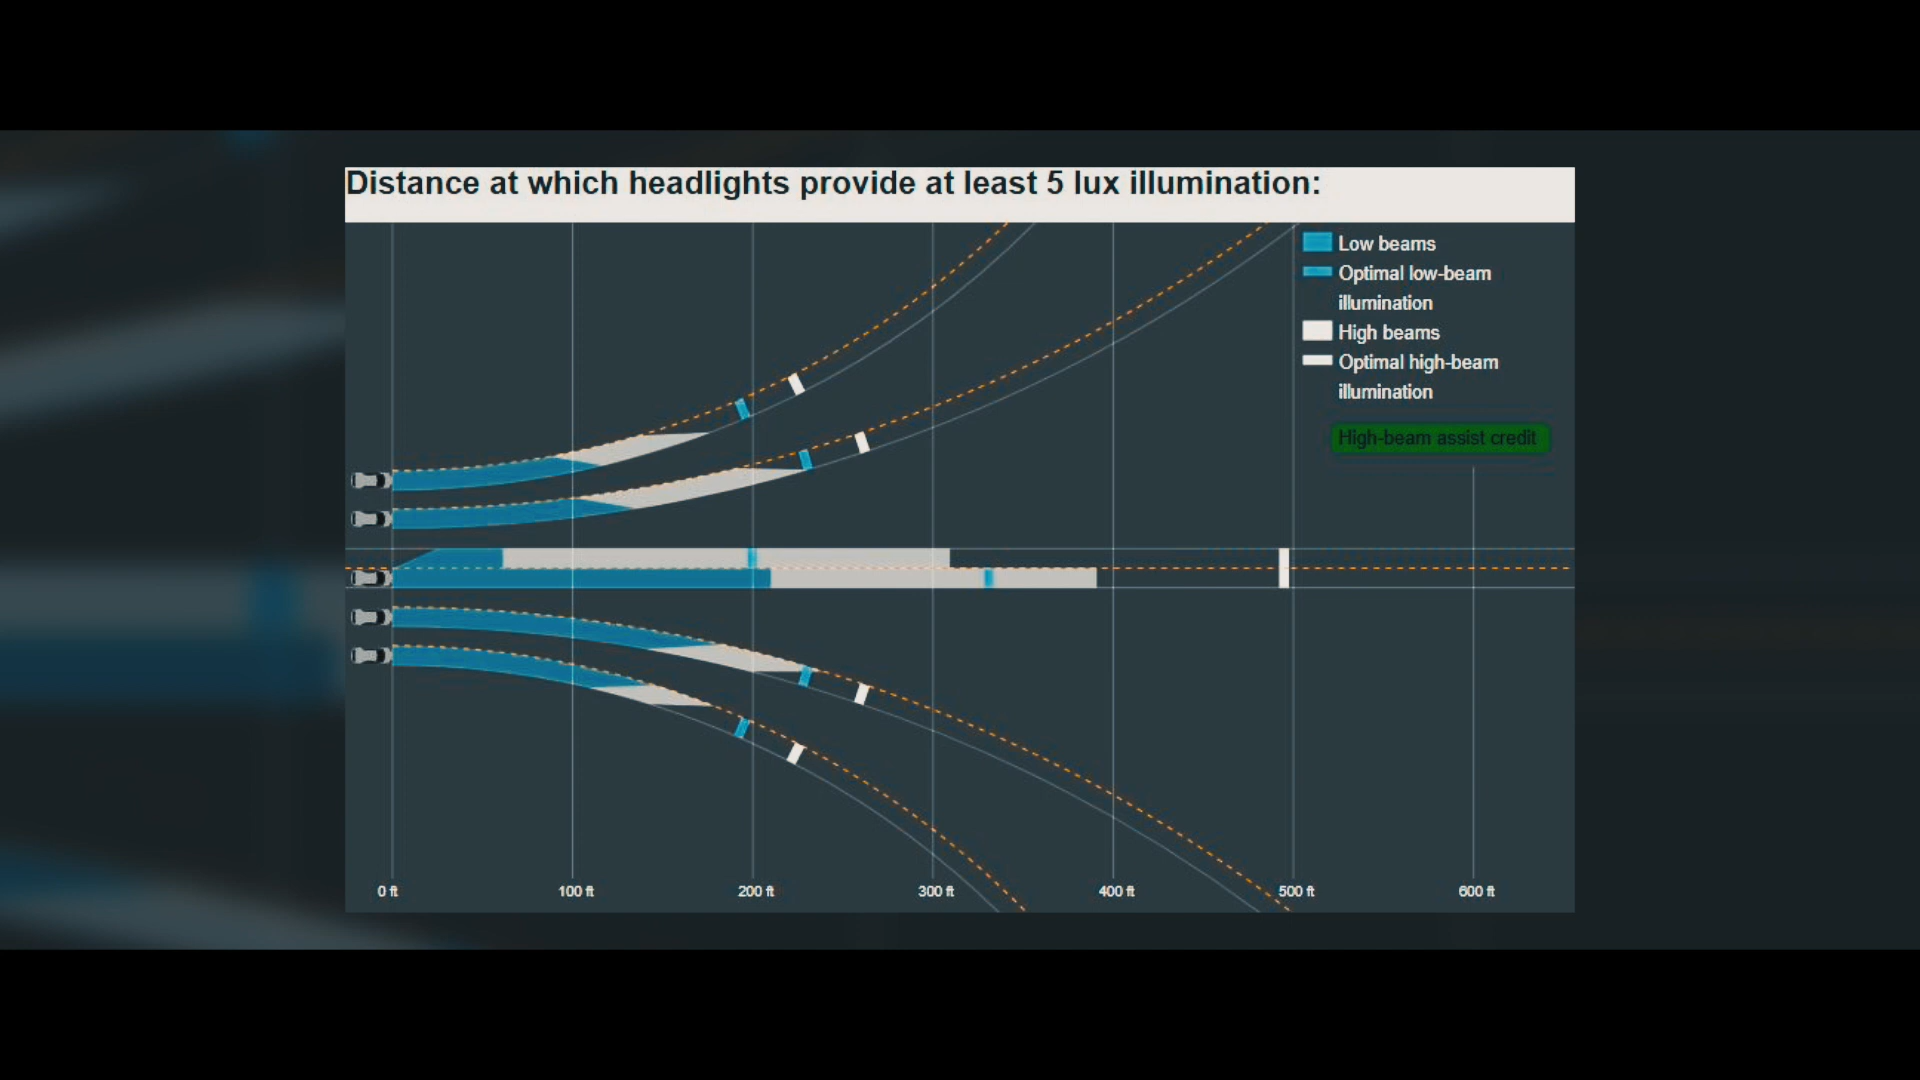 Distance at which headlights provide at least 5 lux illumination:
Low beams
Optimal low-beam
illumination
High beams
Optimal high-beam
illumination
High-beam assist credit
0 ft
100 ft
200 ft
300 ft
400 ft
500 ft
600 ft